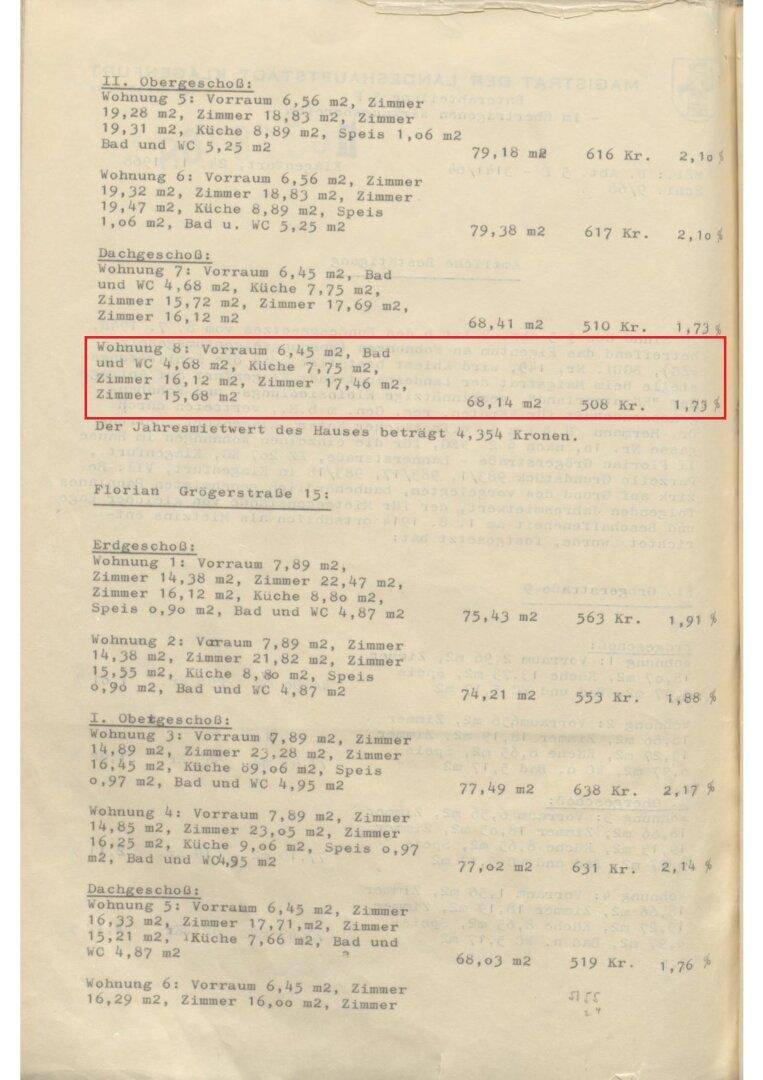 II. Obergeschoß:
Wohnung 5: Vorraum 6,56 m2, Zimmer
19,28 m2, Zimmer 18,83 m2, Zimmer
19,31 m2, Küche 8,89 m2, Speis 1,o6 m2
Bad und WC 5,25 m2 79,18 m2 616 Kr. 2,1o %
Wohnung 6: Vorraum 6,56 m2, Zimmer
19,32 m2, Zimmer 18,83 m2, Zimmer
19,47 m2, Küche 8,89 m2, Speis
1,o6 m2, Bad u. WC 5,25 m2 79,38 m2 617 Kr. 2,1o %
Dachgeschoß:
Wohnung 7: Vorraum 6,45 m2, Bad
und WC 4,68 m2, Küche 7,75 m2,
Zimmer 15,72 m2, Zimmer 17,69 m2,
Zimmer 16,12 m2 68,41 m2 510 Kr. 1,73 %
Wohnung 8: Vorraum 6,45 m2, Bad
und WC 4,68 m2, Küche 7,75 m2,
Zimmer 16,12 m2, Zimmer 17,46 m2,
Zimmer 15,68 m2 68,14 m2 508 Kr. 1,73 %
Der Jahresmietwert des Hauses beträgt 4,354 Kronen.
Florian Grögerstraße 15:
Erdgeschoß:
Wohnung 1: Vorraum 7,89 m2,
Zimmer 14,38 m2, Zimmer 22,47 m2,
Zimmer 16,12 m2, Küche 8,8o m2,
Speis o,9o m2, Bad und WC 4,87 m2 75,43 m2 563 Kr. 1,91 %
Wohnung 2: Vorraum 7,89 m2, Zimmer
14,38 m2, Zimmer 21,82 m2, Zimmer
15,55 m2, Küche 8,8o m2, Speis
o,9o m2, Bad und WC 4,87 m2 74,21 m2 553 Kr. 1,88 %
I. Obergeschoß:
Wohnung 3: Vorraum 7,89 m2, Zimmer
14,89 m2, Zimmer 23,28 m2, Zimmer
16,45 m2, Küche ö9,o6 m2, Speis
o,97 m2, Bad und WC 4,95 m2 77,49 m2 638 Kr. 2,17 %
Wohnung 4: Vorraum 7,89 m2, Zimmer
14,85 m2, Zimmer 23,o5 m2, Zimmer
16,25 m2, Küche 9,o6 m2, Speis o,97
m2, Bad und WC4,95 m2 77,o2 m2 631 Kr. 2,14 %
Dachgeschoß:
Wohnung 5: Vorraum 6,45 m2, Zimmer
16,33 m2, Zimmer 17,71,m2, Zimmer
15,21 m2, Küche 7,66 m2, Bad und
WC 4,87 m2 68,o3 m2 519 Kr. 1,76 %
Wohnung 6: Vorraum 6,45 m2, Zimmer
16,29 m2, Zimmer 16,oo m2, Zimmer